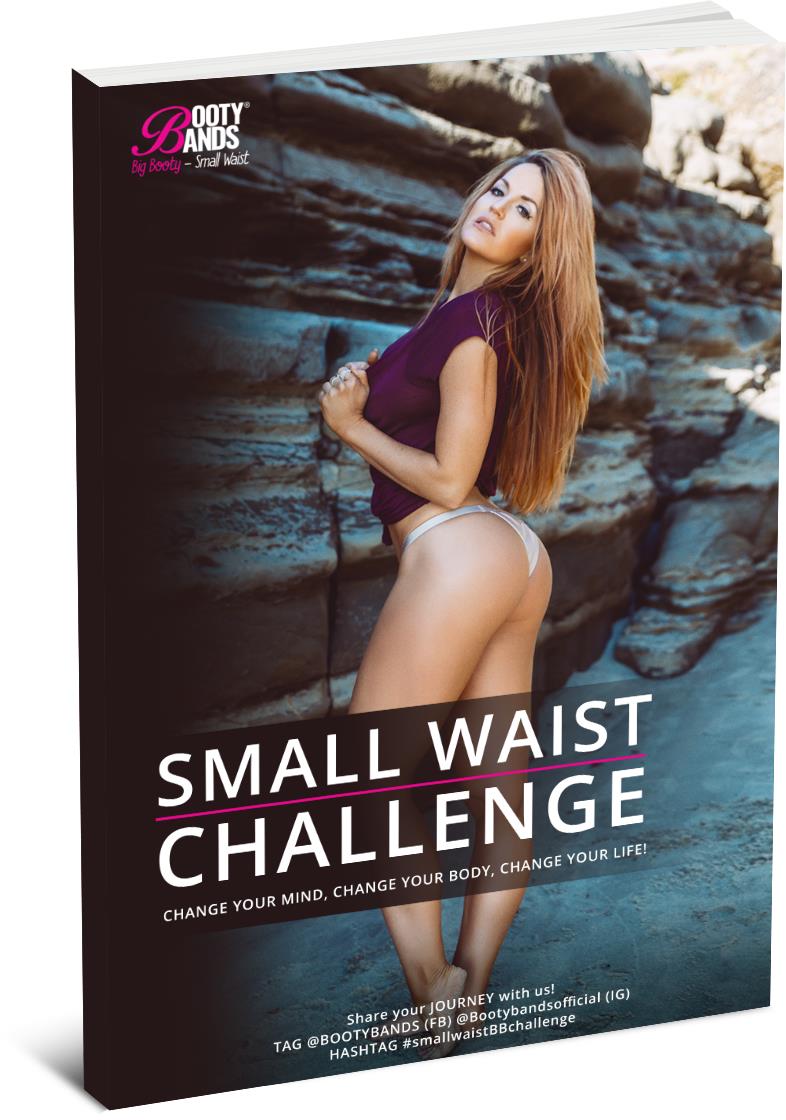 BOOTY®
BANDS
Big Booty – Small Waist
SMALL WAIST
CHALLENGE
CHANGE YOUR MIND, CHANGE YOUR BODY, CHANGE YOUR LIFE!
Share your JOURNEY with us!
TAG @BOOTYBANDS (FB) @Bootybandsofficial (IG)
HASHTAG #smallwaistBBchallenge